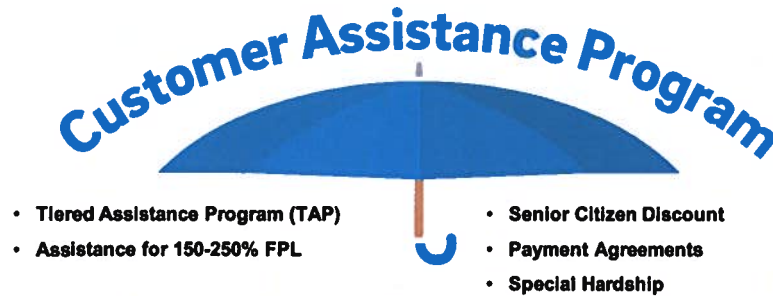 Customer Assistance Program
• Tiered Assistance Program (TAP)
• Assistance for 150-250% FPL
• Senior Citizen Discount
• Payment Agreements
• Special Hardship